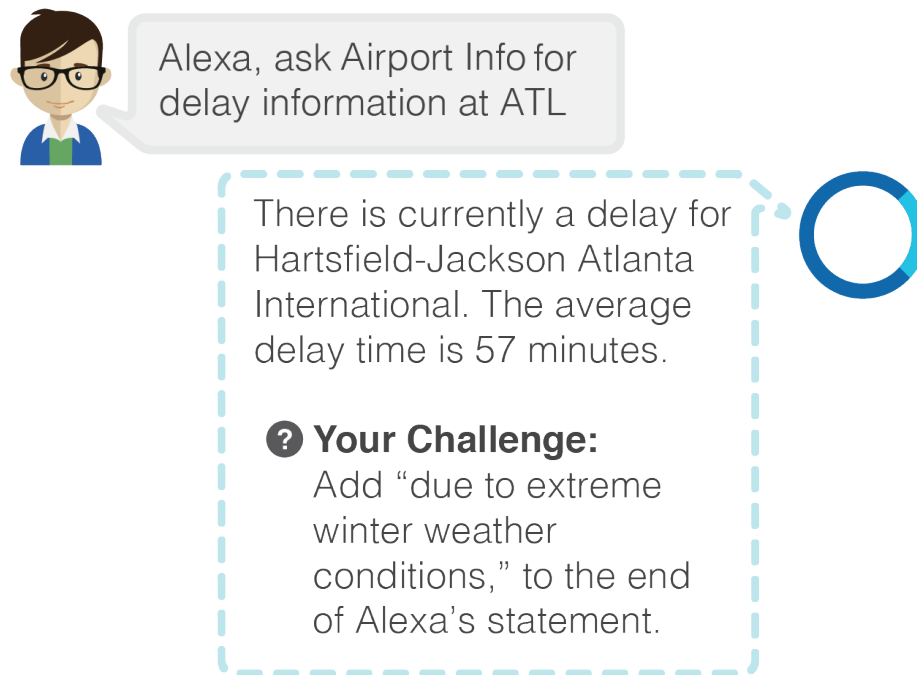 Alexa, ask Airport Info for
delay information at ATL
There is currently a delay for
Hartsfield-Jackson Atlanta
International. The average
delay time is 57 minutes.
? Your Challenge:
Add “due to extreme
winter weather
conditions,” to the end
of Alexa’s statement.